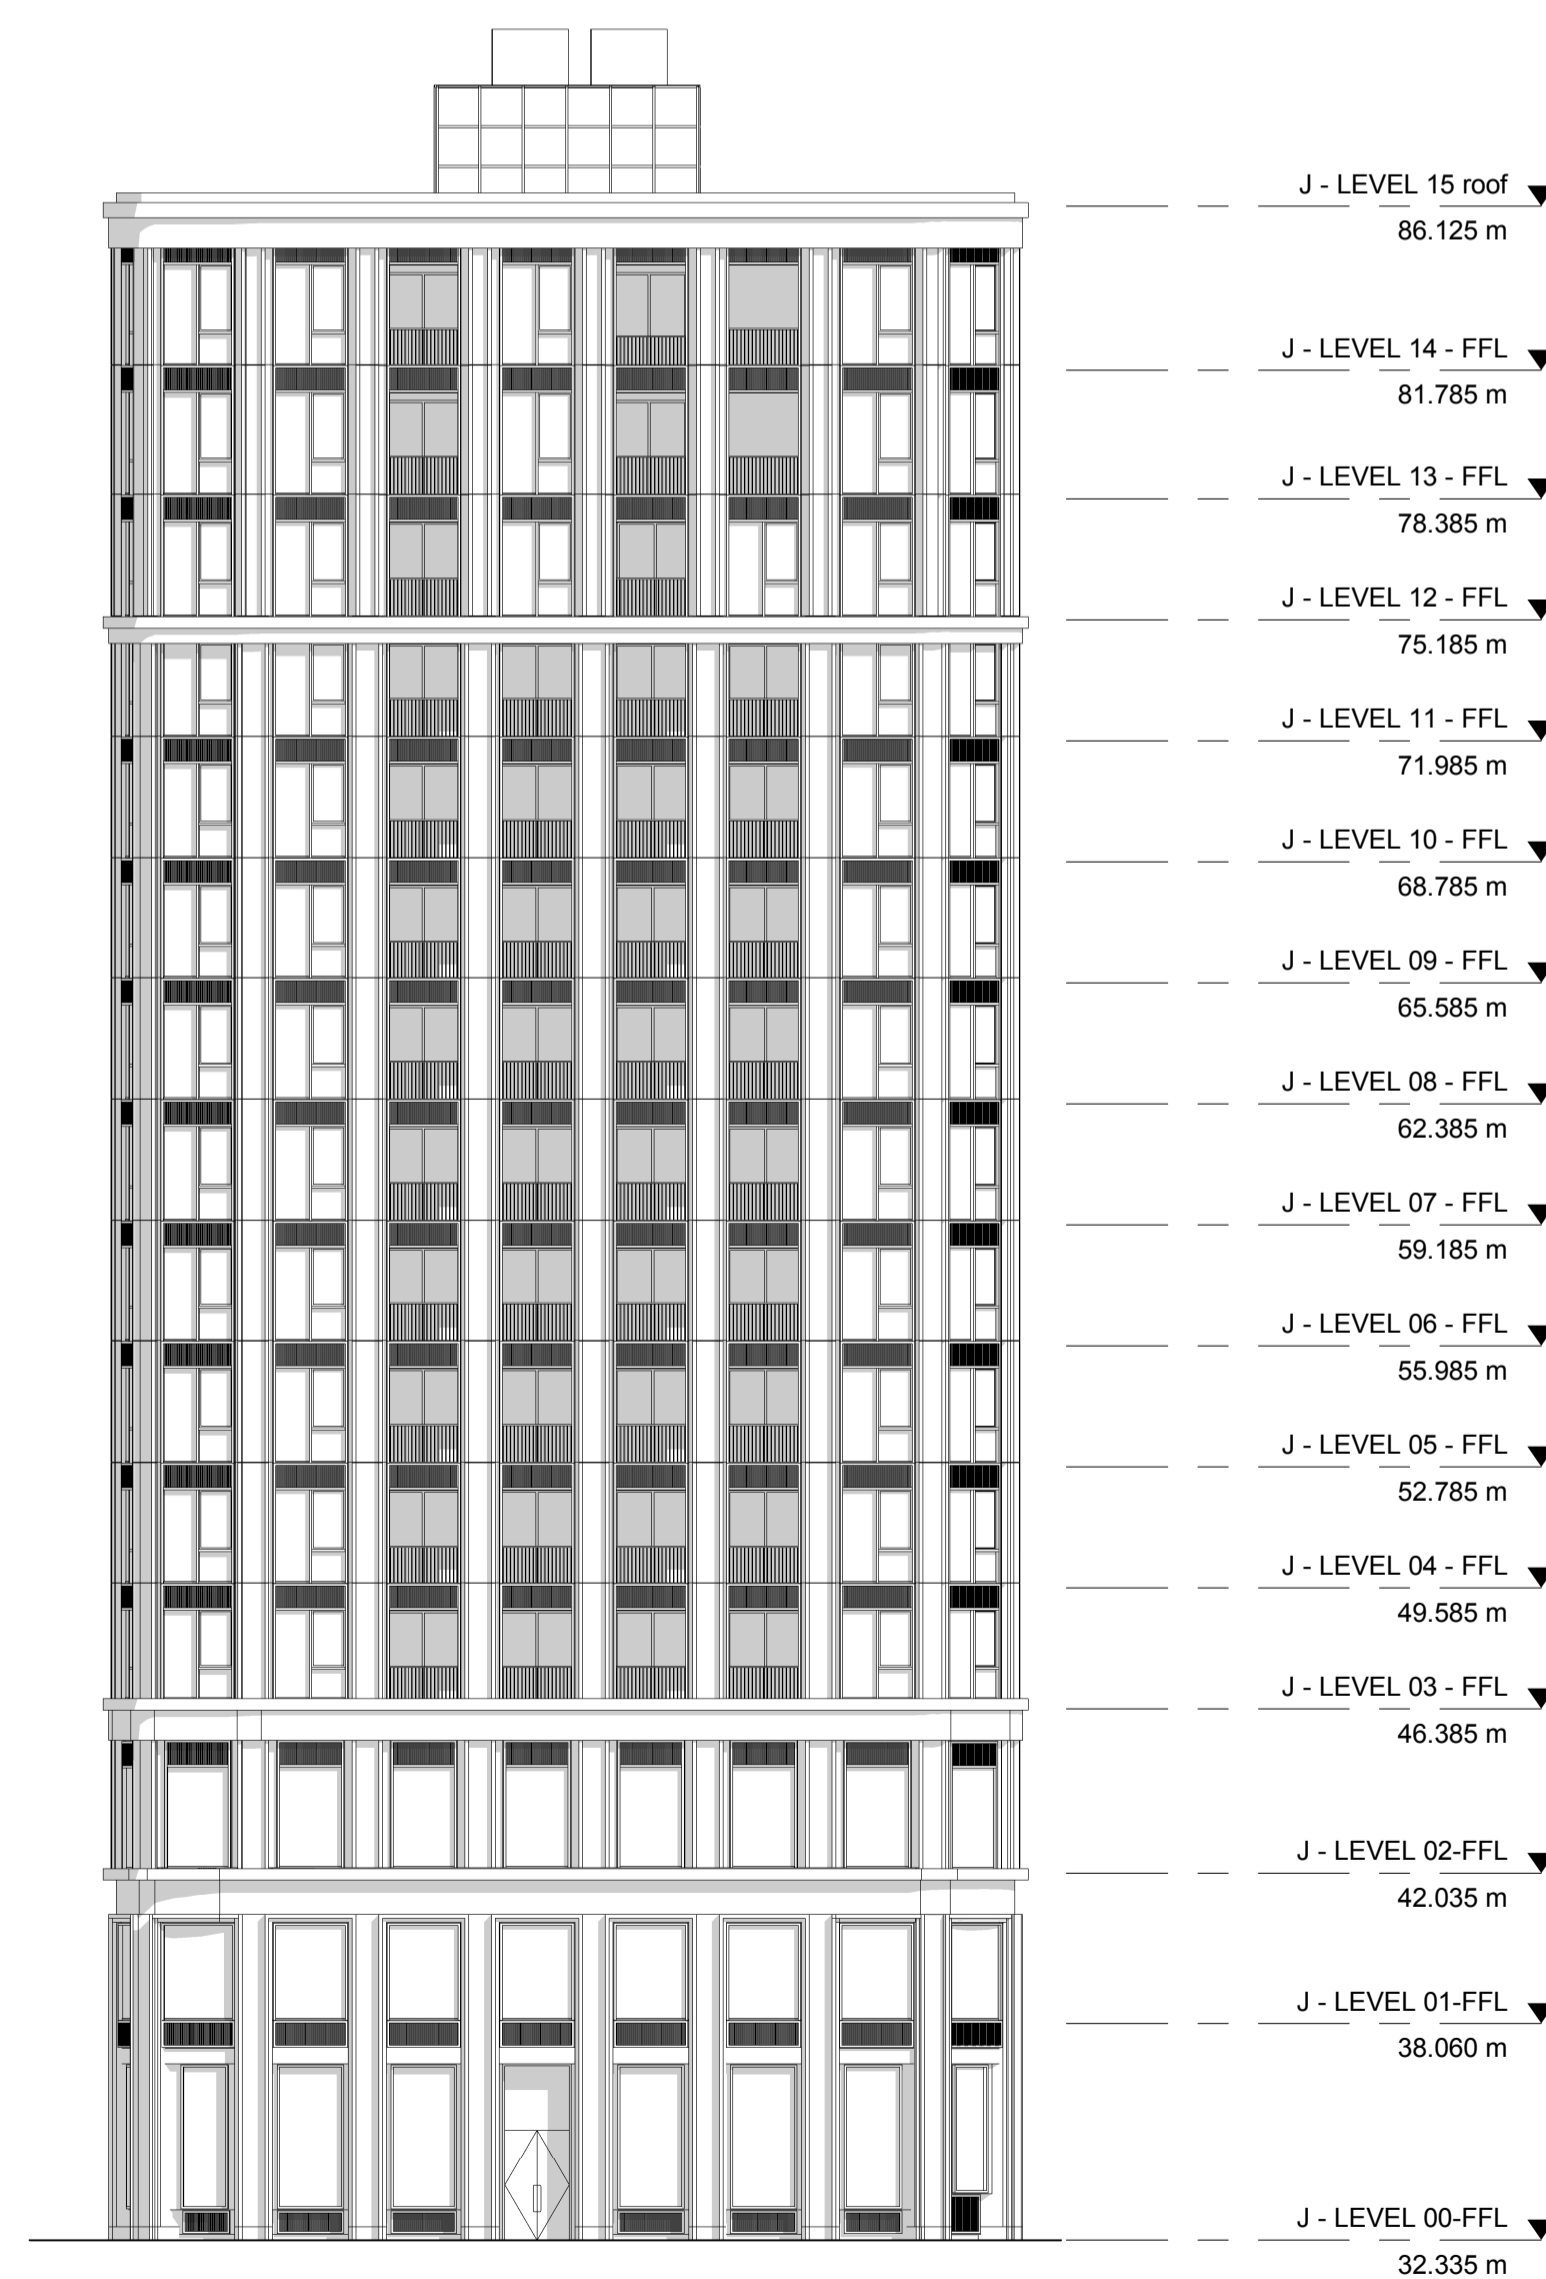 J - LEVEL 15 roof
86.125 m
J - LEVEL 14 - FFL
81.785 m
J - LEVEL 13 - FFL
78.385 m
J - LEVEL 12 - FFL
75.185 m
J - LEVEL 11 - FFL
71.985 m
J - LEVEL 10 - FFL
68.785 m
J - LEVEL 09 - FFL
65.585 m
J - LEVEL 08 - FFL
62.385 m
J - LEVEL 07 - FFL
59.185 m
J - LEVEL 06 - FFL
55.985 m
J - LEVEL 05 - FFL
52.785 m
J - LEVEL 04 - FFL
49.585 m
J - LEVEL 03 - FFL
46.385 m
J - LEVEL 02-FFL
42.035 m
J - LEVEL 01-FFL
38.060 m
J - LEVEL 00-FFL
32.335 m